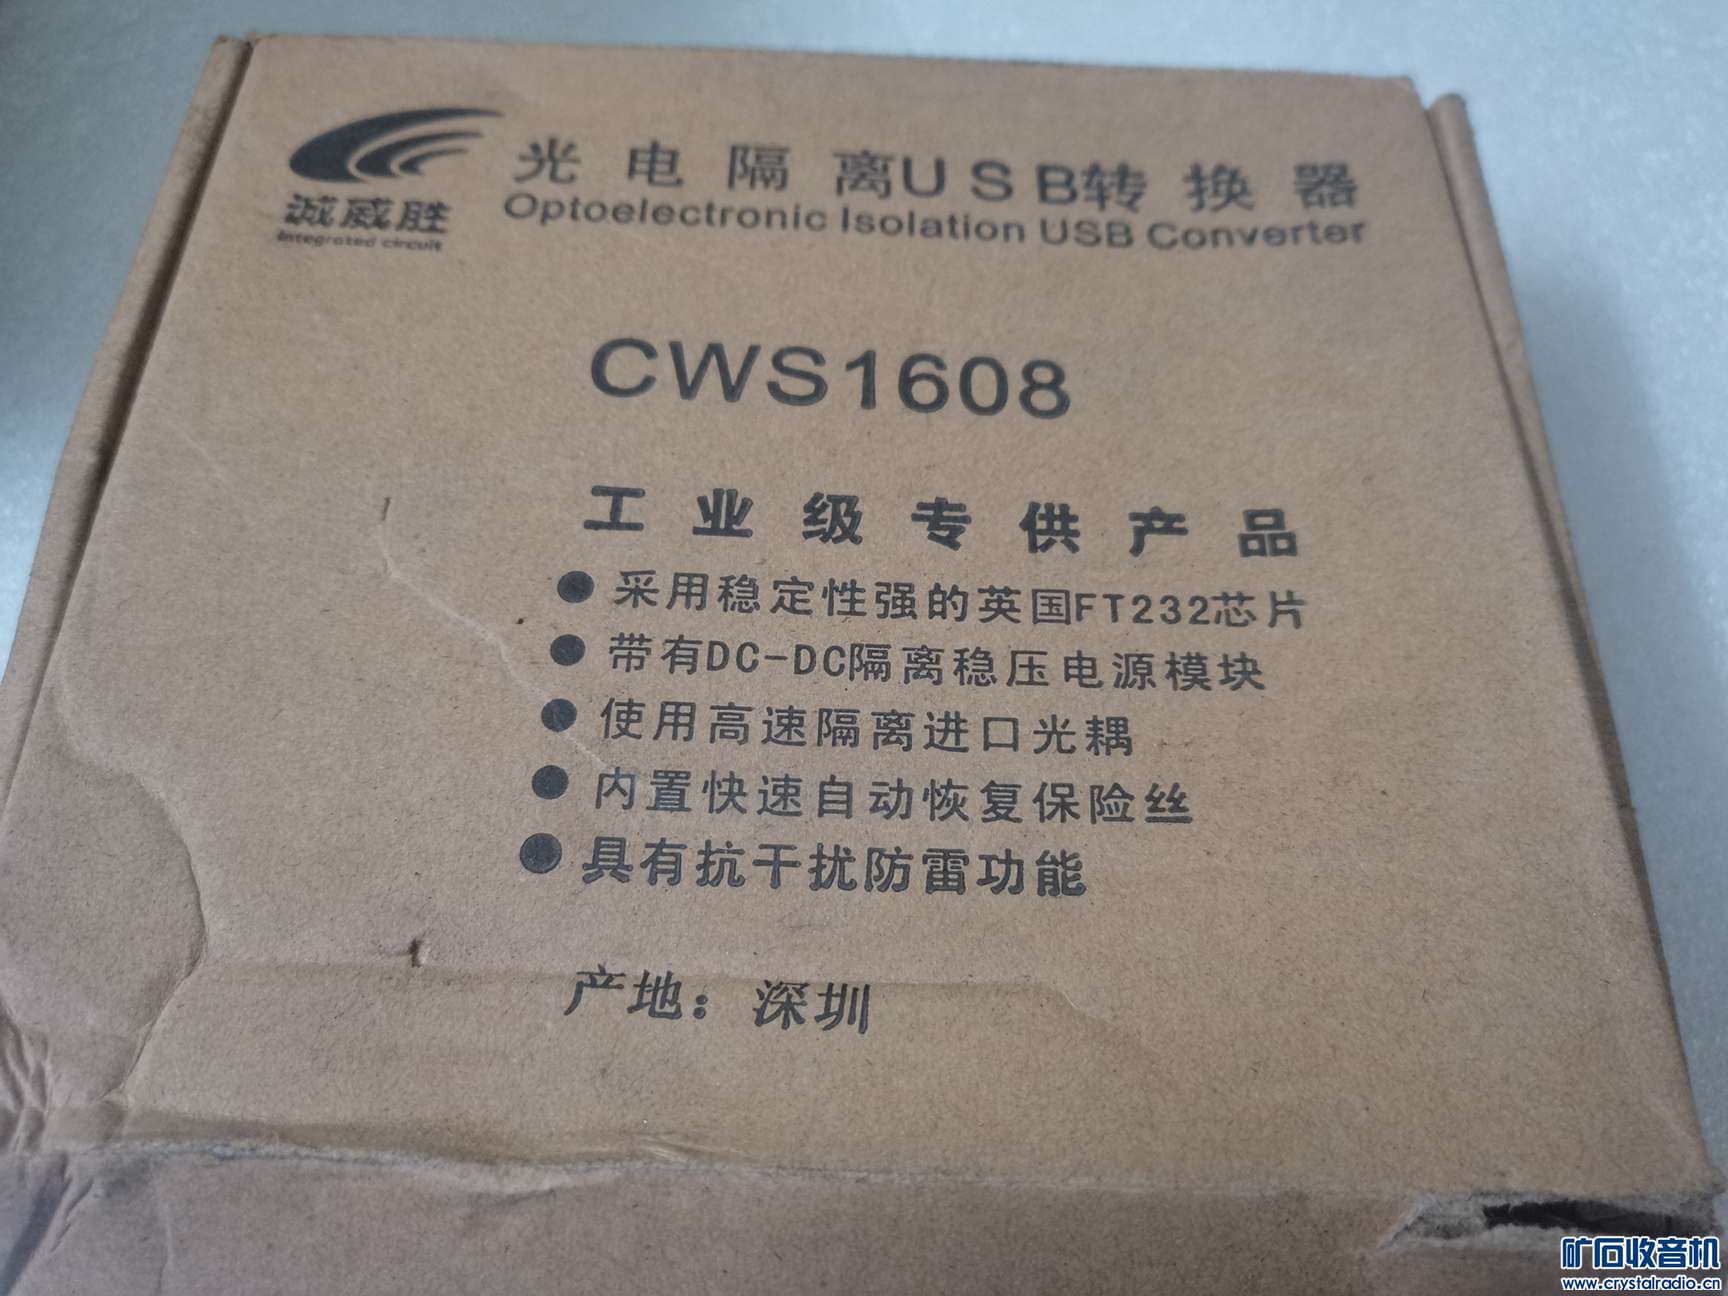 光电隔离USB转换器
诚威胜
Optoelectronic Isolation USB Converter
Integrated circuit
CWS1608
工业级专供产品
● 采用稳定性强的英国FT232芯片
● 带有DC-DC隔离稳压电源模块
● 使用高速隔离进口光耦
● 内置快速自动恢复保险丝
● 具有抗干扰防雷功能
产地：深圳
矿石收音机
www.crystalradio.cn